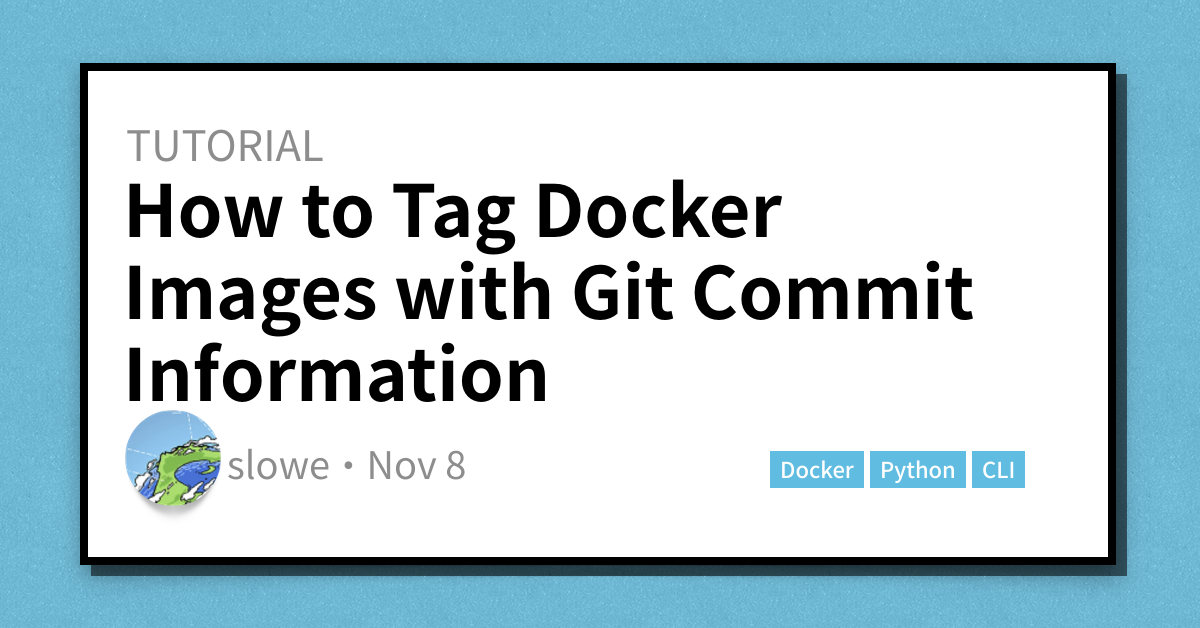 TUTORIAL
How to Tag Docker
Images with Git Commit
Information
slowe • Nov 8
Docker Python CLI